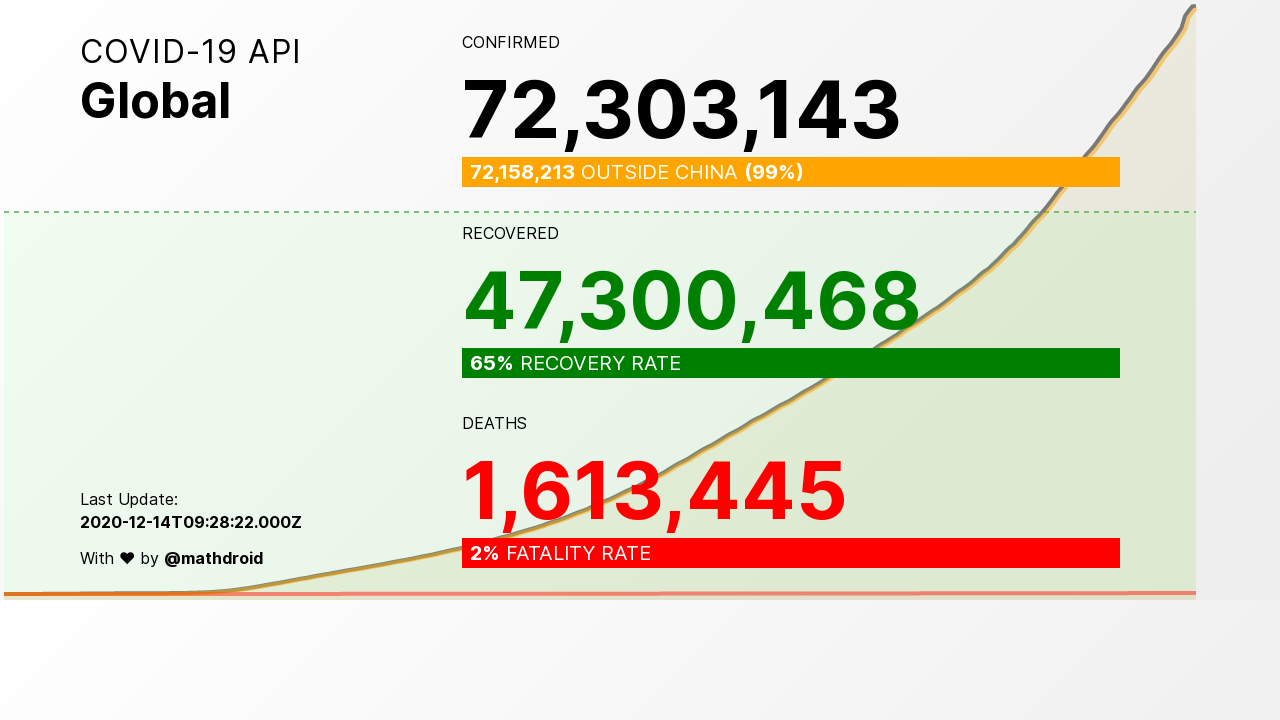 COVID-19 API
Global
CONFIRMED
72,303,143
72,158,213 OUTSIDE CHINA (99%)
RECOVERED
47,300,468
65% RECOVERY RATE
DEATHS
1,613,445
2% FATALITY RATE
Last Update:
2020-12-14T09:28:22.000Z
With ♥ by @mathdroid